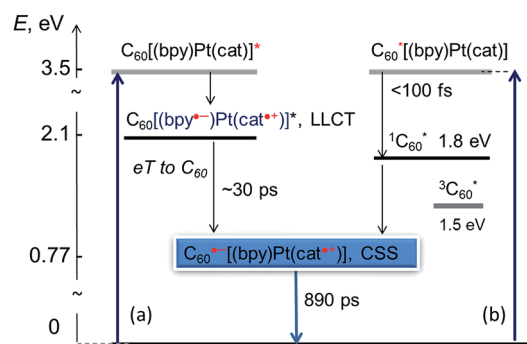 E, eV
C60[(bpy)Pt(cat)]*
C60*[(bpy)Pt(cat)]
3.5
~
<100 fs
C60[(bpy•−)Pt(cat•+)]*, LLCT
2.1
1C60* 1.8 eV
eT to C60
~30 ps
3C60*
1.5 eV
0.77
C60•−[(bpy)Pt(cat•+)], CSS
~
890 ps
0
(a)
(b)